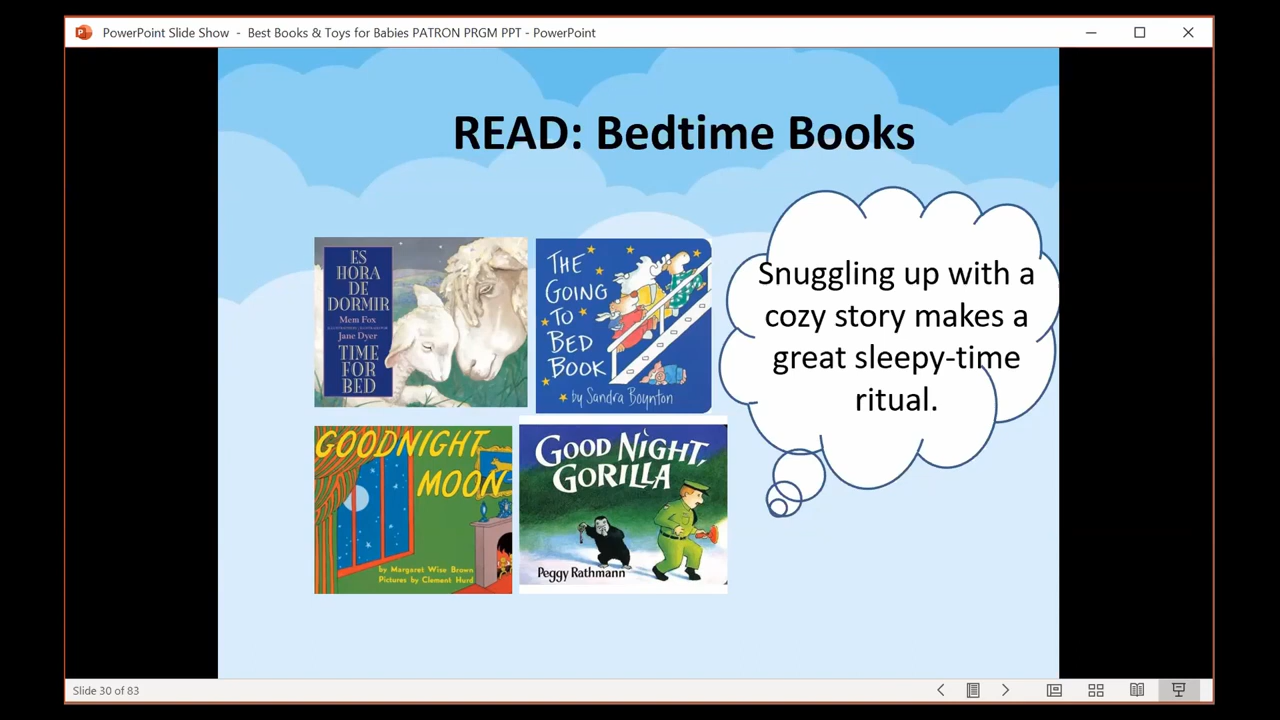 PowerPoint Slide Show - Best Books & Toys for Babies PATRON PRGM PPT - PowerPoint
READ: Bedtime Books
ES
HORA
DE
DORMIR
Mem Fox
Jane Dyer
TIME
FOR
BED
THE
GOING
TO
BED
BOOK
by Sandra Boynton
Snuggling up with a
cozy story makes a
great sleepy-time
ritual.
GOODNIGHT
MOON
by Margaret Wise Brown
Pictures by Clement Hurd
GOOD NIGHT,
GORILLA
Peggy Rathmann
Slide 30 of 83